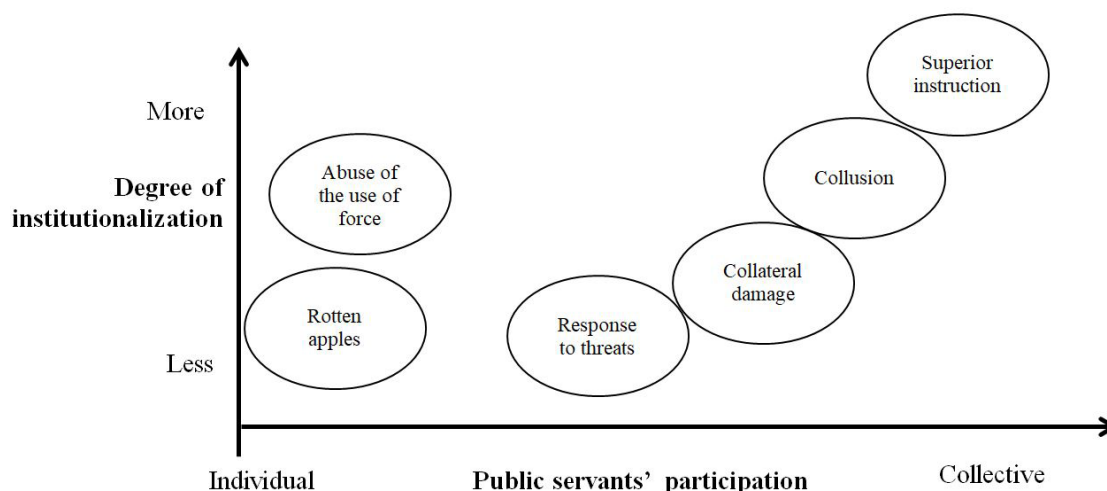 Superior
instruction
More
Abuse of
the use of
force
Degree of
institutionalization
Collusion
Collateral
damage
Rotten
apples
Response
to threats
Less
Individual
Public servants’ participation
Collective